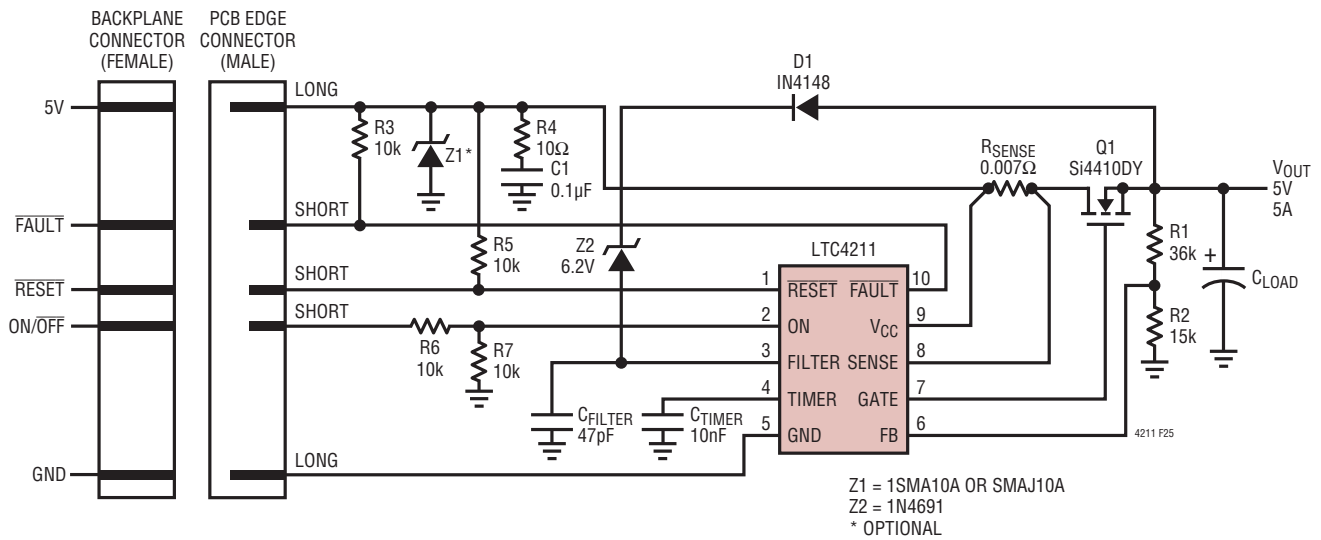 BACKPLANE
CONNECTOR
(FEMALE)
PCB EDGE
CONNECTOR
(MALE)
5V
FAULT
RESET
ON/OFF
GND
LONG
SHORT
SHORT
SHORT
LONG
R3
10k
Z1*
R4
10Ω
C1
0.1µF
R5
10k
R6
10k
R7
10k
D1
IN4148
Z2
6.2V
CFILTER
47pF
CTIMER
10nF
LTC4211
1
RESET
2
ON
3
FILTER
4
TIMER
5
GND
FAULT
10
VCC
9
SENSE
8
GATE
7
FB
6
RSENSE
0.007Ω
Q1
Si4410DY
VOUT
5V
5A
R1
36k
R2
15k
+
CLOAD
4211 F25
Z1 = 1SMA10A OR SMAJ10A
Z2 = 1N4691
* OPTIONAL